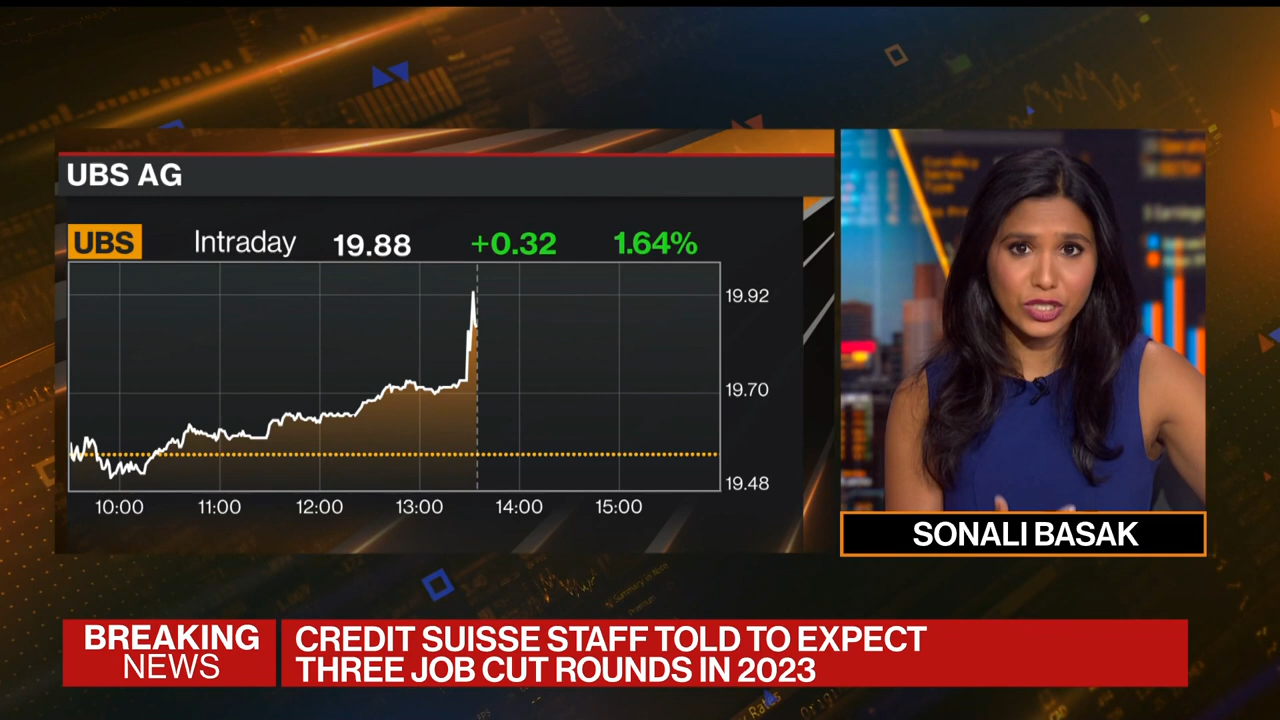 UBS AG
UBS Intraday 19.88 +0.32 1.64%
19.92
19.70
19.48
10:00 11:00 12:00 13:00 14:00 15:00
SONALI BASAK
BREAKING
NEWS
CREDIT SUISSE STAFF TOLD TO EXPECT
THREE JOB CUT ROUNDS IN 2023